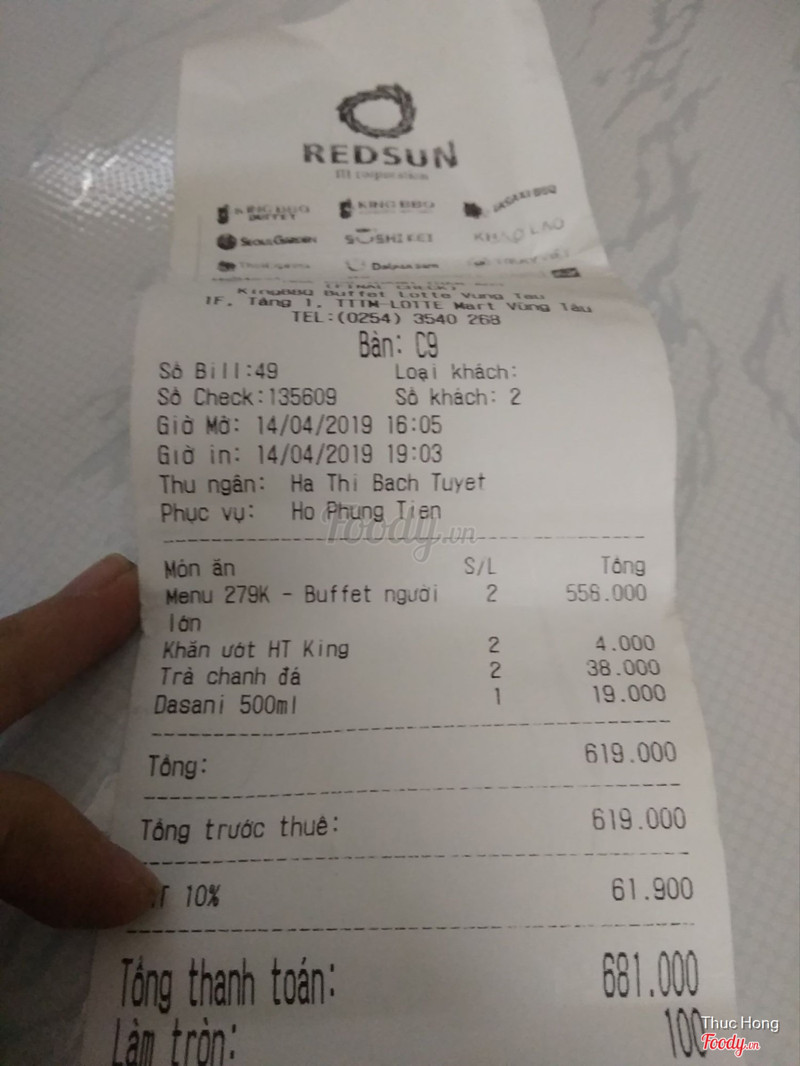 REDSUN
ITI corporation
KING BBQ
BUFFET
KING BBQ
SEOUL GARDEN
SUSHI KEI
KHAO LAO
KingBBQ Buffet Lotte Vung Tau
1F, Tầng 1, TTTM-LOTTE Mart Vũng Tàu
TEL:(0254) 3540 268
Bàn: C9
Số Bill:49 Loại khách:
Số Check:135609 Số khách: 2
Giờ Mở: 14/04/2019 16:05
Giờ in: 14/04/2019 19:03
Thu ngân: Ha Thi Bach Tuyet
Phục vụ: Ho Phung Tien
Foody.vn
Món ăn S/L Tổng
Menu 279K - Buffet người 2 558.000
lớn
Khăn ướt HT King 2 4.000
Trà chanh đá 2 38.000
Dasani 500ml 1 19.000
Tổng: 619.000
Tổng trước thuê: 619.000
10% 61.900
Tổng thanh toán: 681.000
Làm tròn: 100
Thuc Hong
Foody.vn